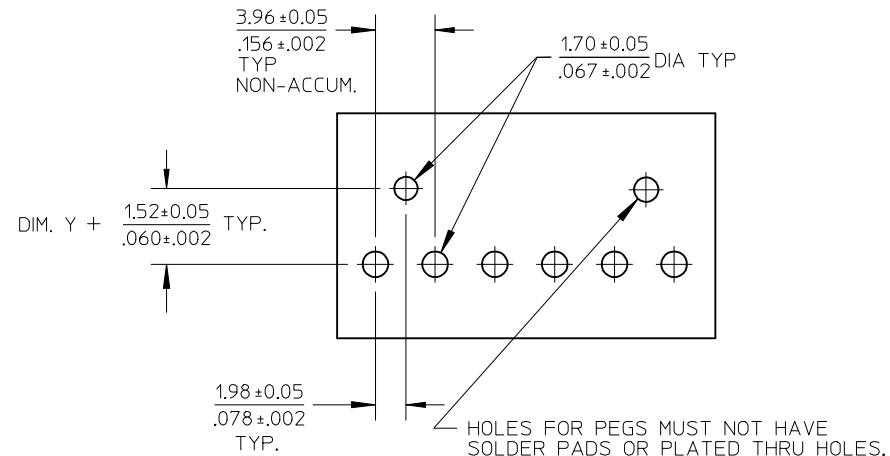 3.96±0.05
.156±.002
TYP
NON-ACCUM.
1.70±0.05
.067±.002
DIA TYP
DIM. Y + 1.52±0.05 TYP.
.060±.002
1.98±0.05
.078±.002
TYP.
HOLES FOR PEGS MUST NOT HAVE
SOLDER PADS OR PLATED THRU HOLES.